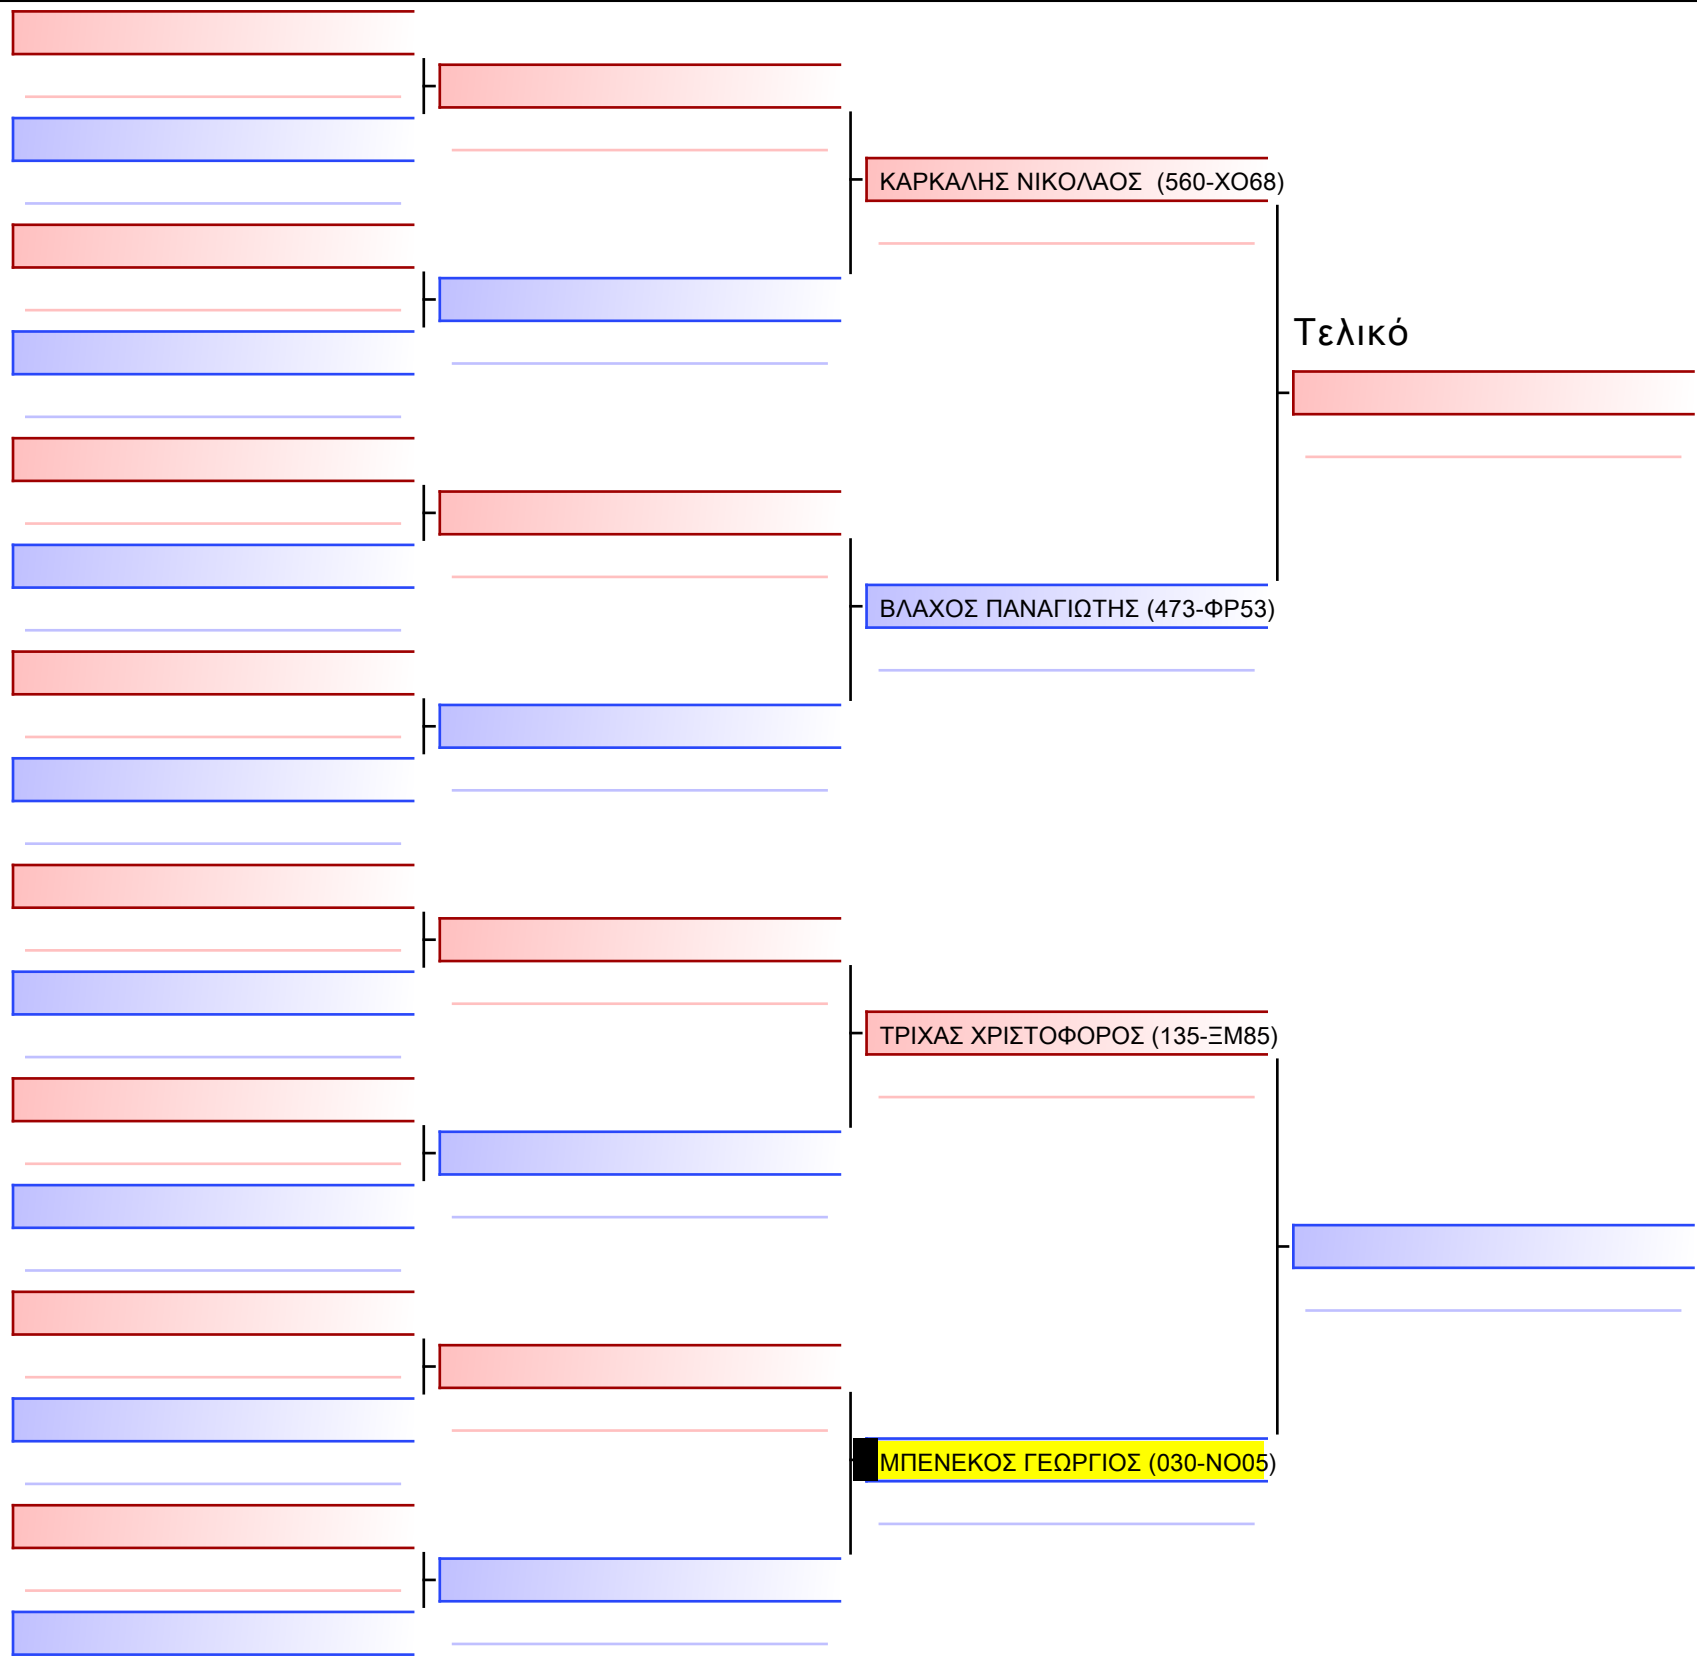 ΚΑΡΚΑΛΗΣ ΝΙΚΟΛΑΟΣ (560-ΧΟ68)
Τελικό
ΒΛΑΧΟΣ ΠΑΝΑΓΙΩΤΗΣ (473-ΦΡ53)
ΤΡΙΧΑΣ ΧΡΙΣΤΟΦΟΡΟΣ (135-ΞΜ85)
ΜΠΕΝΕΚΟΣ ΓΕΩΡΓΙΟΣ (030-ΝΟ05)